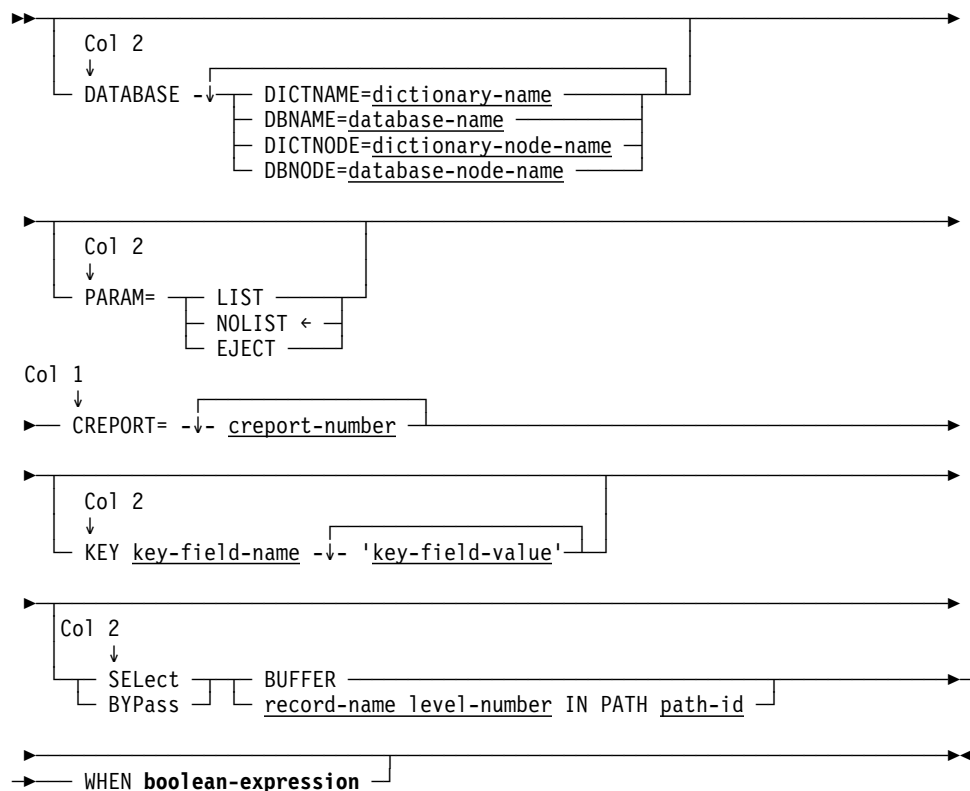 Col 2
DATABASE
DICTNAME=dictionary-name
DBNAME=database-name
DICTNODE=dictionary-node-name
DBNODE=database-node-name
Col 2
PARAM=
LIST
NOLIST ←
EJECT
Col 1
CREPORT= creport-number
Col 2
KEY key-field-name 'key-field-value'
Col 2
SELect BUFFER
BYPass record-name level-number IN PATH path-id
WHEN boolean-expression